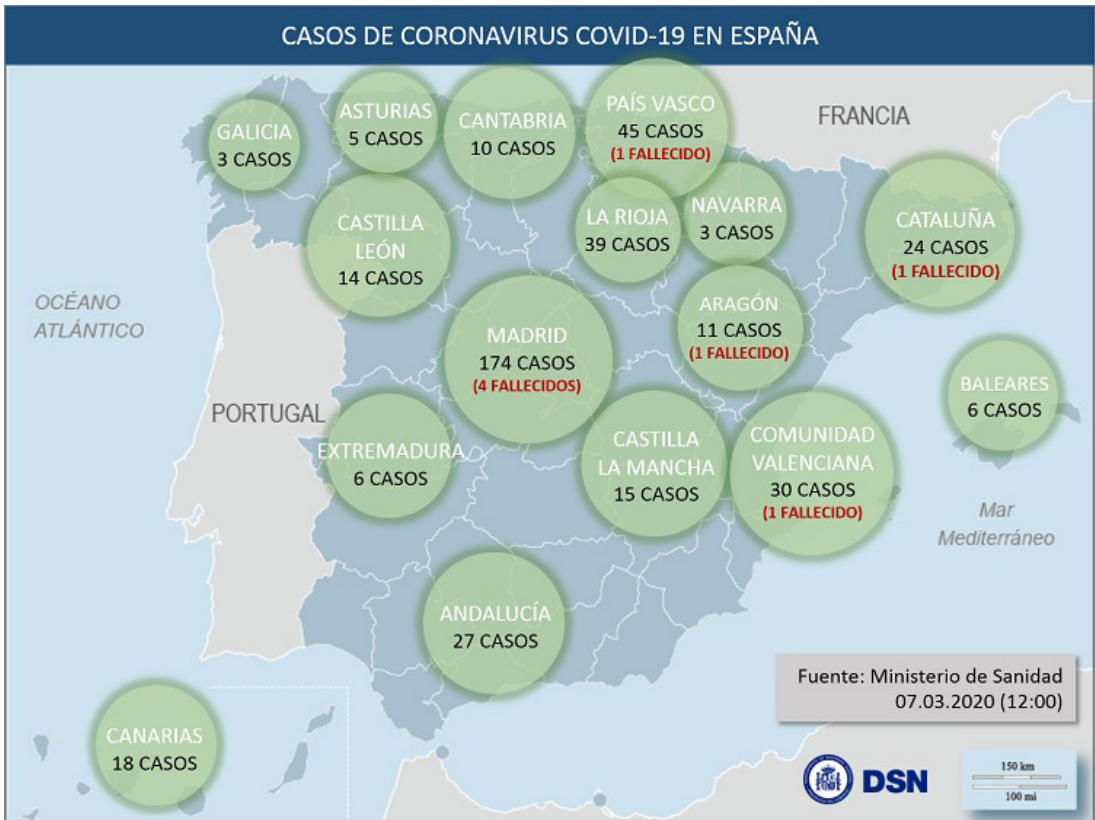 CASOS DE CORONAVIRUS COVID-19 EN ESPAÑA
GALICIA
3 CASOS
ASTURIAS
5 CASOS
CANTABRIA
10 CASOS
PAÍS VASCO
45 CASOS
(1 FALLECIDO)
FRANCIA
CASTILLA
LEÓN
14 CASOS
LA RIOJA
39 CASOS
NAVARRA
3 CASOS
CATALUÑA
24 CASOS
(1 FALLECIDO)
OCÉANO
ATLÁNTICO
MADRID
174 CASOS
(4 FALLECIDOS)
ARAGÓN
11 CASOS
(1 FALLECIDO)
BALEARES
6 CASOS
PORTUGAL
EXTREMADURA
6 CASOS
CASTILLA
LA MANCHA
15 CASOS
COMUNIDAD
VALENCIANA
30 CASOS
(1 FALLECIDO)
Mar
Mediterráneo
ANDALUCÍA
27 CASOS
Fuente: Ministerio de Sanidad
07.03.2020 (12:00)
CANARIAS
18 CASOS
DSN
150 km
100 mi